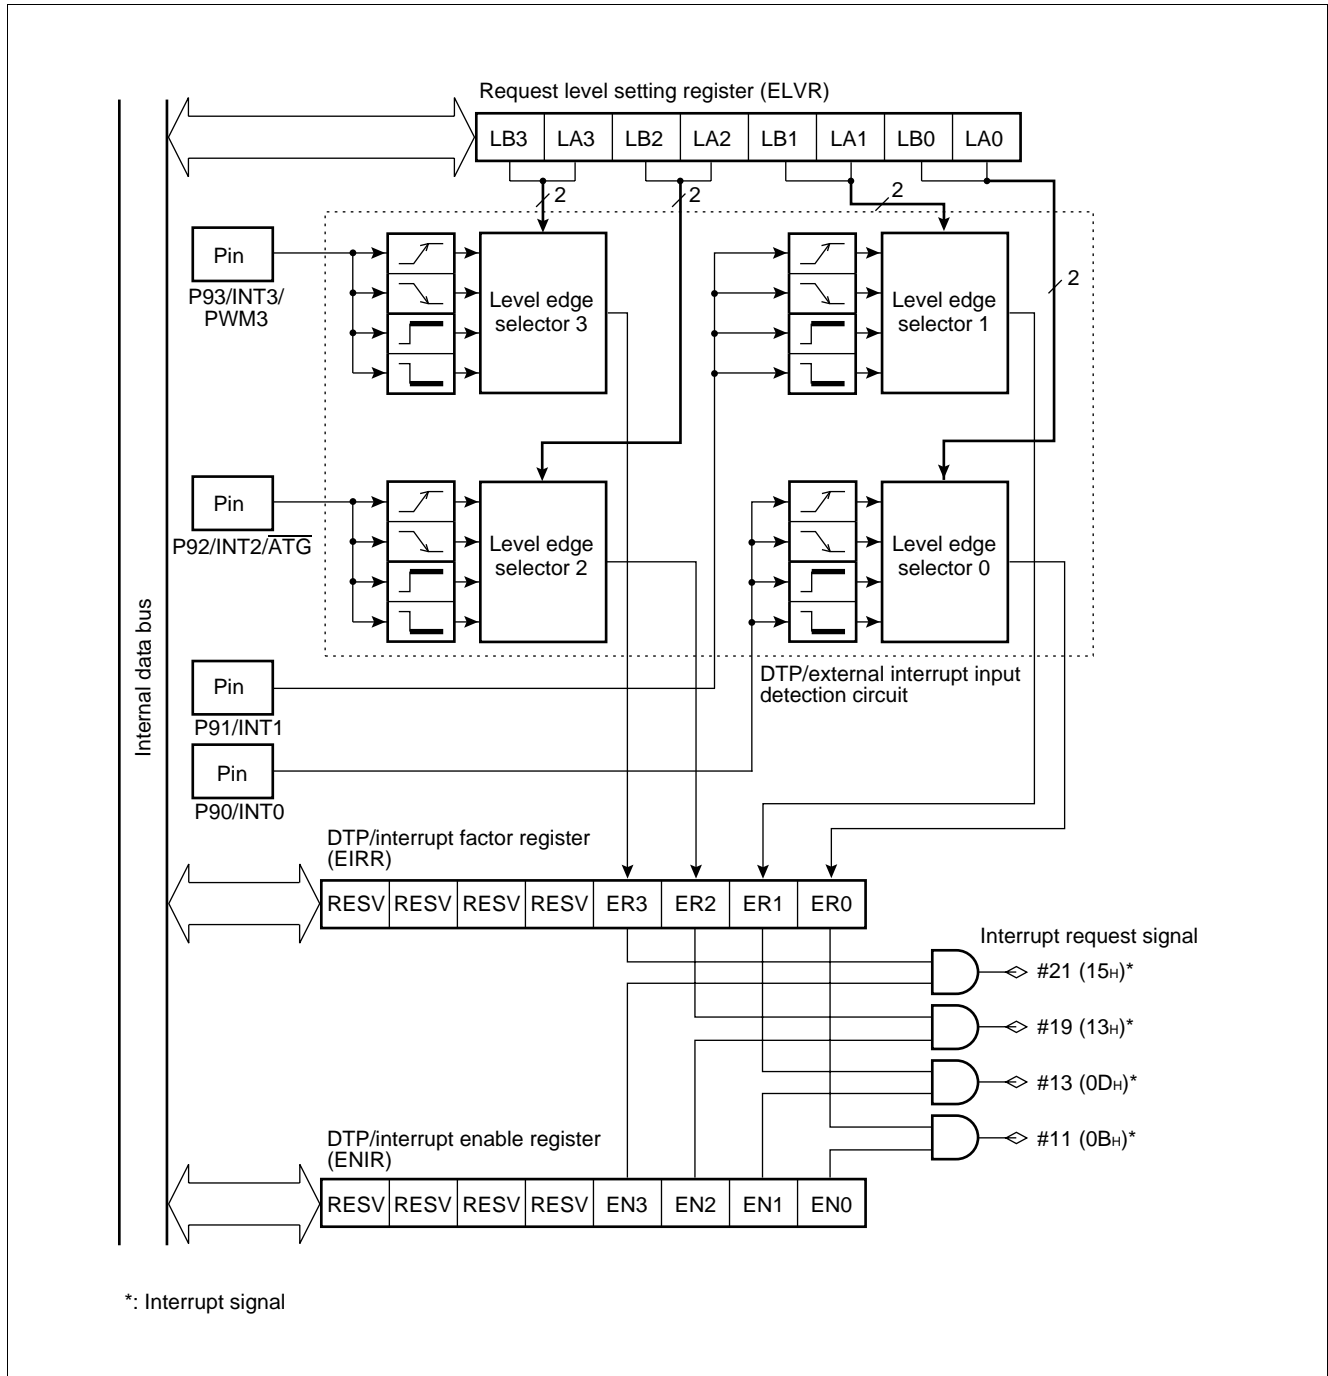 Request level setting register (ELVR)
LB3 LA3 LB2 LA2 LB1 LA1 LB0 LA0
2 2 2
Pin
P93/INT3/
PWM3
Level edge
selector 3
Level edge
selector 1
2
Pin
P92/INT2/ATG
Level edge
selector 2
Level edge
selector 0
Internal data bus
Pin
P91/INT1
DTP/external interrupt input
detection circuit
Pin
P90/INT0
DTP/interrupt factor register
(EIRR)
RESV RESV RESV RESV ER3 ER2 ER1 ER0
Interrupt request signal
#21 (15H)*
#19 (13H)*
#13 (0DH)*
#11 (0BH)*
DTP/interrupt enable register
(ENIR)
RESV RESV RESV RESV EN3 EN2 EN1 EN0
*: Interrupt signal